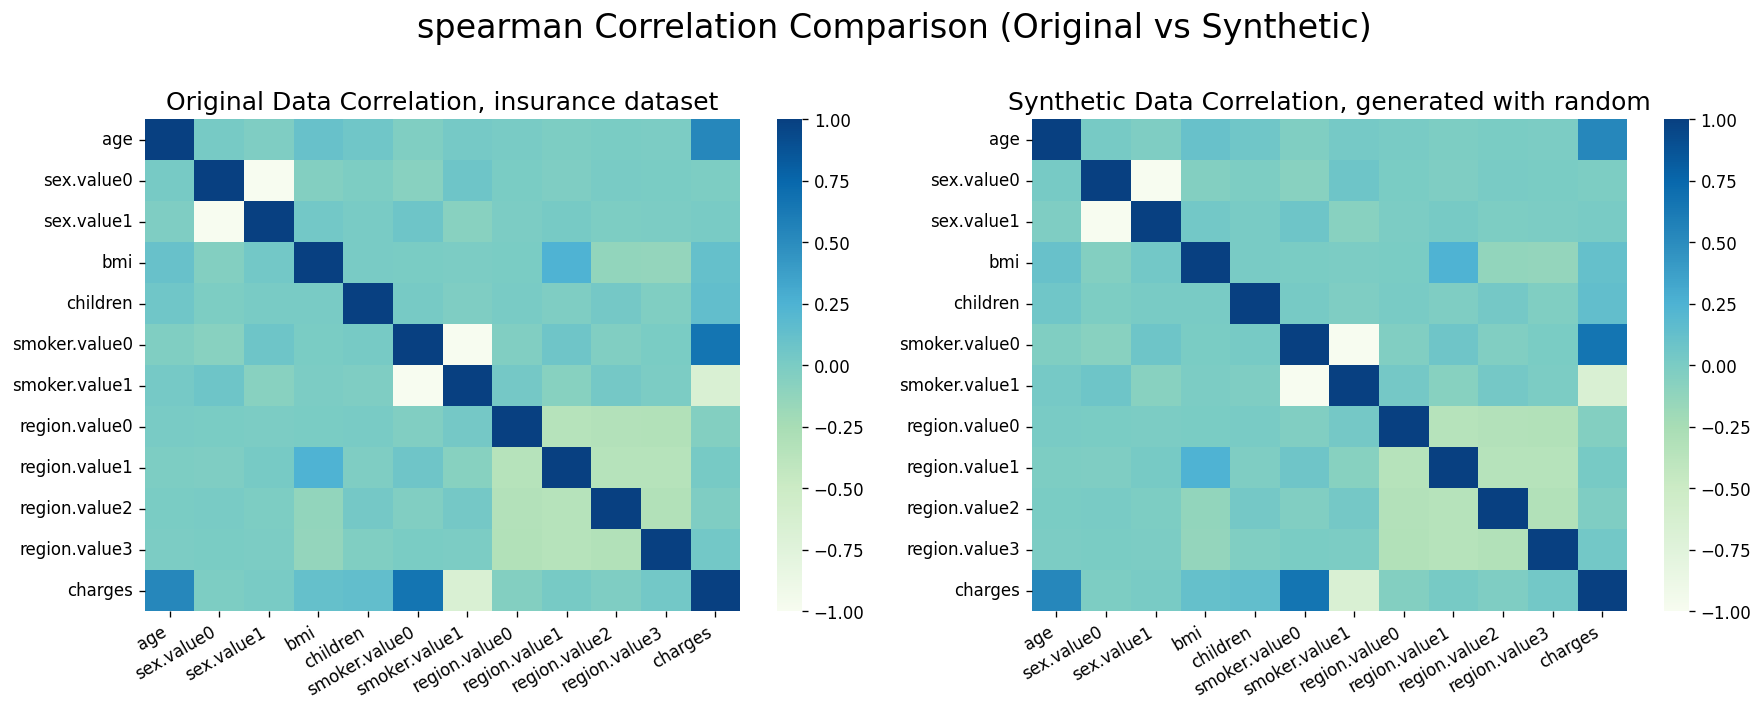 spearman Correlation Comparison (Original vs Synthetic)
Original Data Correlation, insurance dataset
age
sex.value0
sex.value1
bmi
children
smoker.value0
smoker.value1
region.value0
region.value1
region.value2
region.value3
charges
age
sex.value0
sex.value1
bmi
children
smoker.value0
smoker.value1
region.value0
region.value1
region.value2
region.value3
charges
1.00
0.75
0.50
0.25
0.00
−0.25
−0.50
−0.75
−1.00
Synthetic Data Correlation, generated with random
age
sex.value0
sex.value1
bmi
children
smoker.value0
smoker.value1
region.value0
region.value1
region.value2
region.value3
charges
age
sex.value0
sex.value1
bmi
children
smoker.value0
smoker.value1
region.value0
region.value1
region.value2
region.value3
charges
1.00
0.75
0.50
0.25
0.00
−0.25
−0.50
−0.75
−1.00